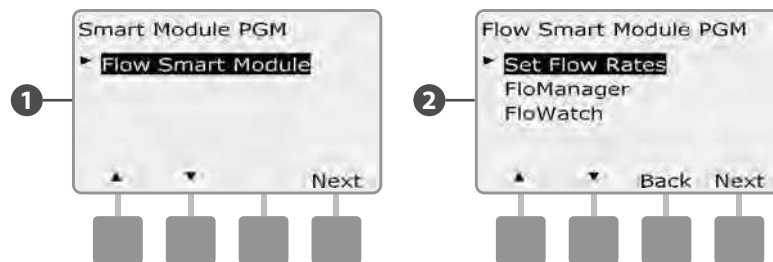 1
Smart Module PGM
► Flow Smart Module
▲ ▼ Next
2
Flow Smart Module PGM
► Set Flow Rates
FloManager
FloWatch
▲ ▼ Back Next